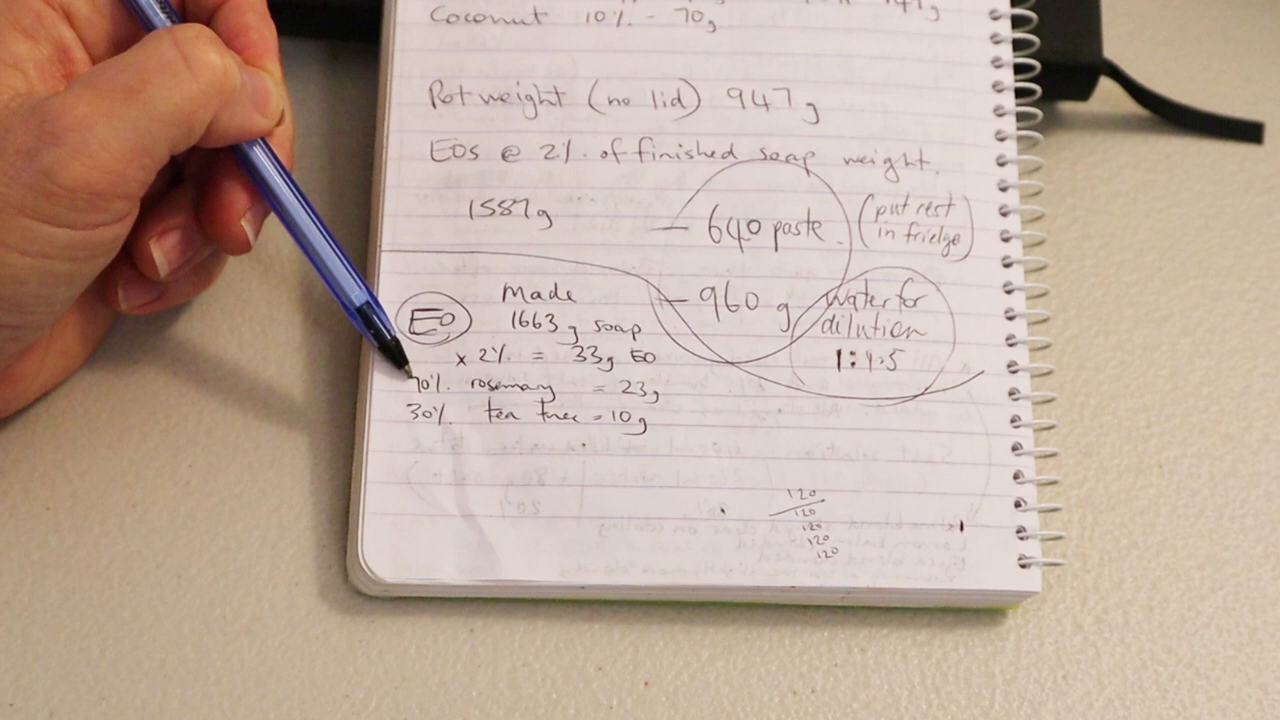 Coconut 10% - 70g
Pot weight (no lid) 947g
EOs @ 2% of finished soap weight.
1587g
- 640 paste. (put rest in fridge)
- 960 g
Water for dilution
1:1.5
EO
Made
1663g soap
x 2% = 33g EO
70% rosemary = 23g
30% tea tree = 10g
120
120
120
120
120